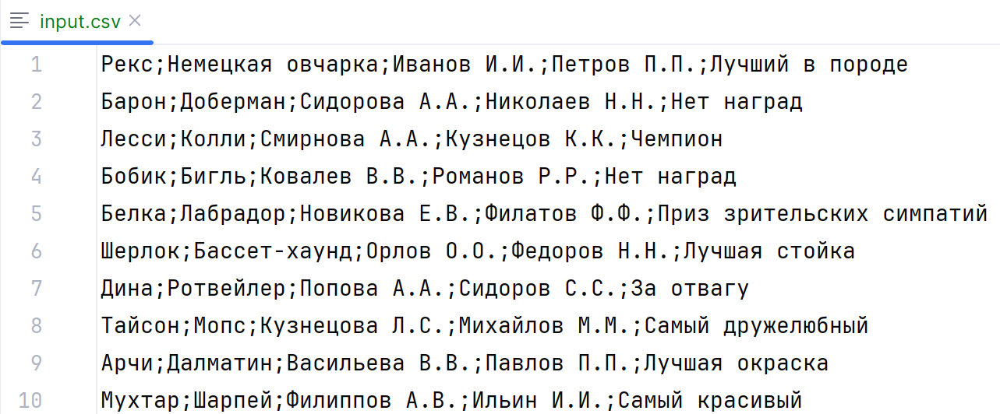 input.csv
1 Рекс;Немецкая овчарка;Иванов И.И.;Петров П.П.;Лучший в породе
2 Барон;Доберман;Сидорова А.А.;Николаев Н.Н.;Нет наград
3 Лесси;Колли;Смирнова А.А.;Кузнецов К.К.;Чемпион
4 Бобик;Бигль;Ковалев В.В.;Романов Р.Р.;Нет наград
5 Белка;Лабрадор;Новикова Е.В.;Филатов Ф.Ф.;Приз зрительских симпатий
6 Шерлок;Бассет-хаунд;Орлов О.О.;Федоров Н.Н.;Лучшая стойка
7 Дина;Ротвейлер;Попова А.А.;Сидоров С.С.;За отвагу
8 Тайсон;Мопс;Кузнецова Л.С.;Михайлов М.М.;Самый дружелюбный
9 Арчи;Далматин;Васильева В.В.;Павлов П.П.;Лучшая окраска
10 Мухтар;Шарпей;Филиппов А.В.;Ильин И.И.;Самый красивый